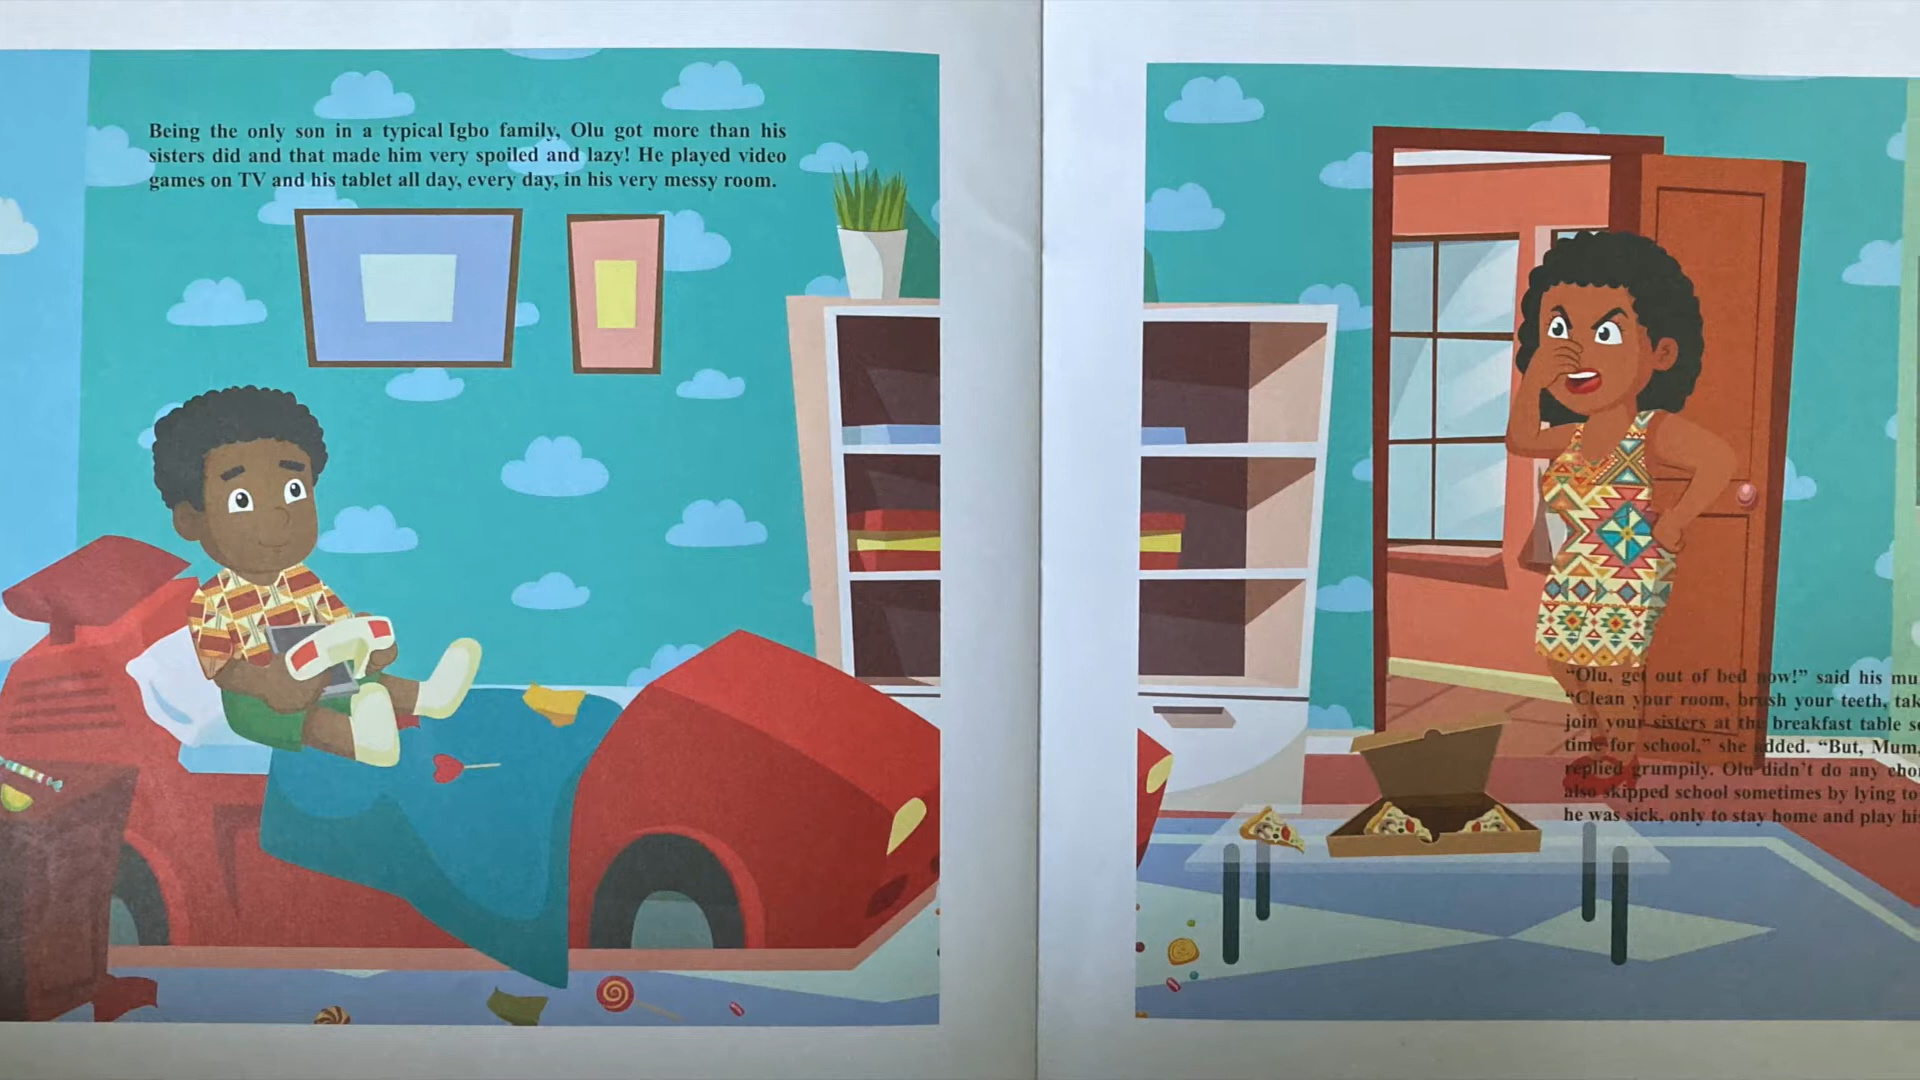 Being the only son in a typical Igbo family, Olu got more than his
sisters did and that made him very spoiled and lazy! He played video
games on TV and his tablet all day, every day, in his very messy room.
“Olu, get out of bed now!” said his
“Clean your room, brush your teeth,
join your sisters at the breakfast table
time for school,” she added. “But, Mum,
replied grumpily. Olu didn’t do any
also skipped school sometimes by lying to
he was sick, only to stay home and play